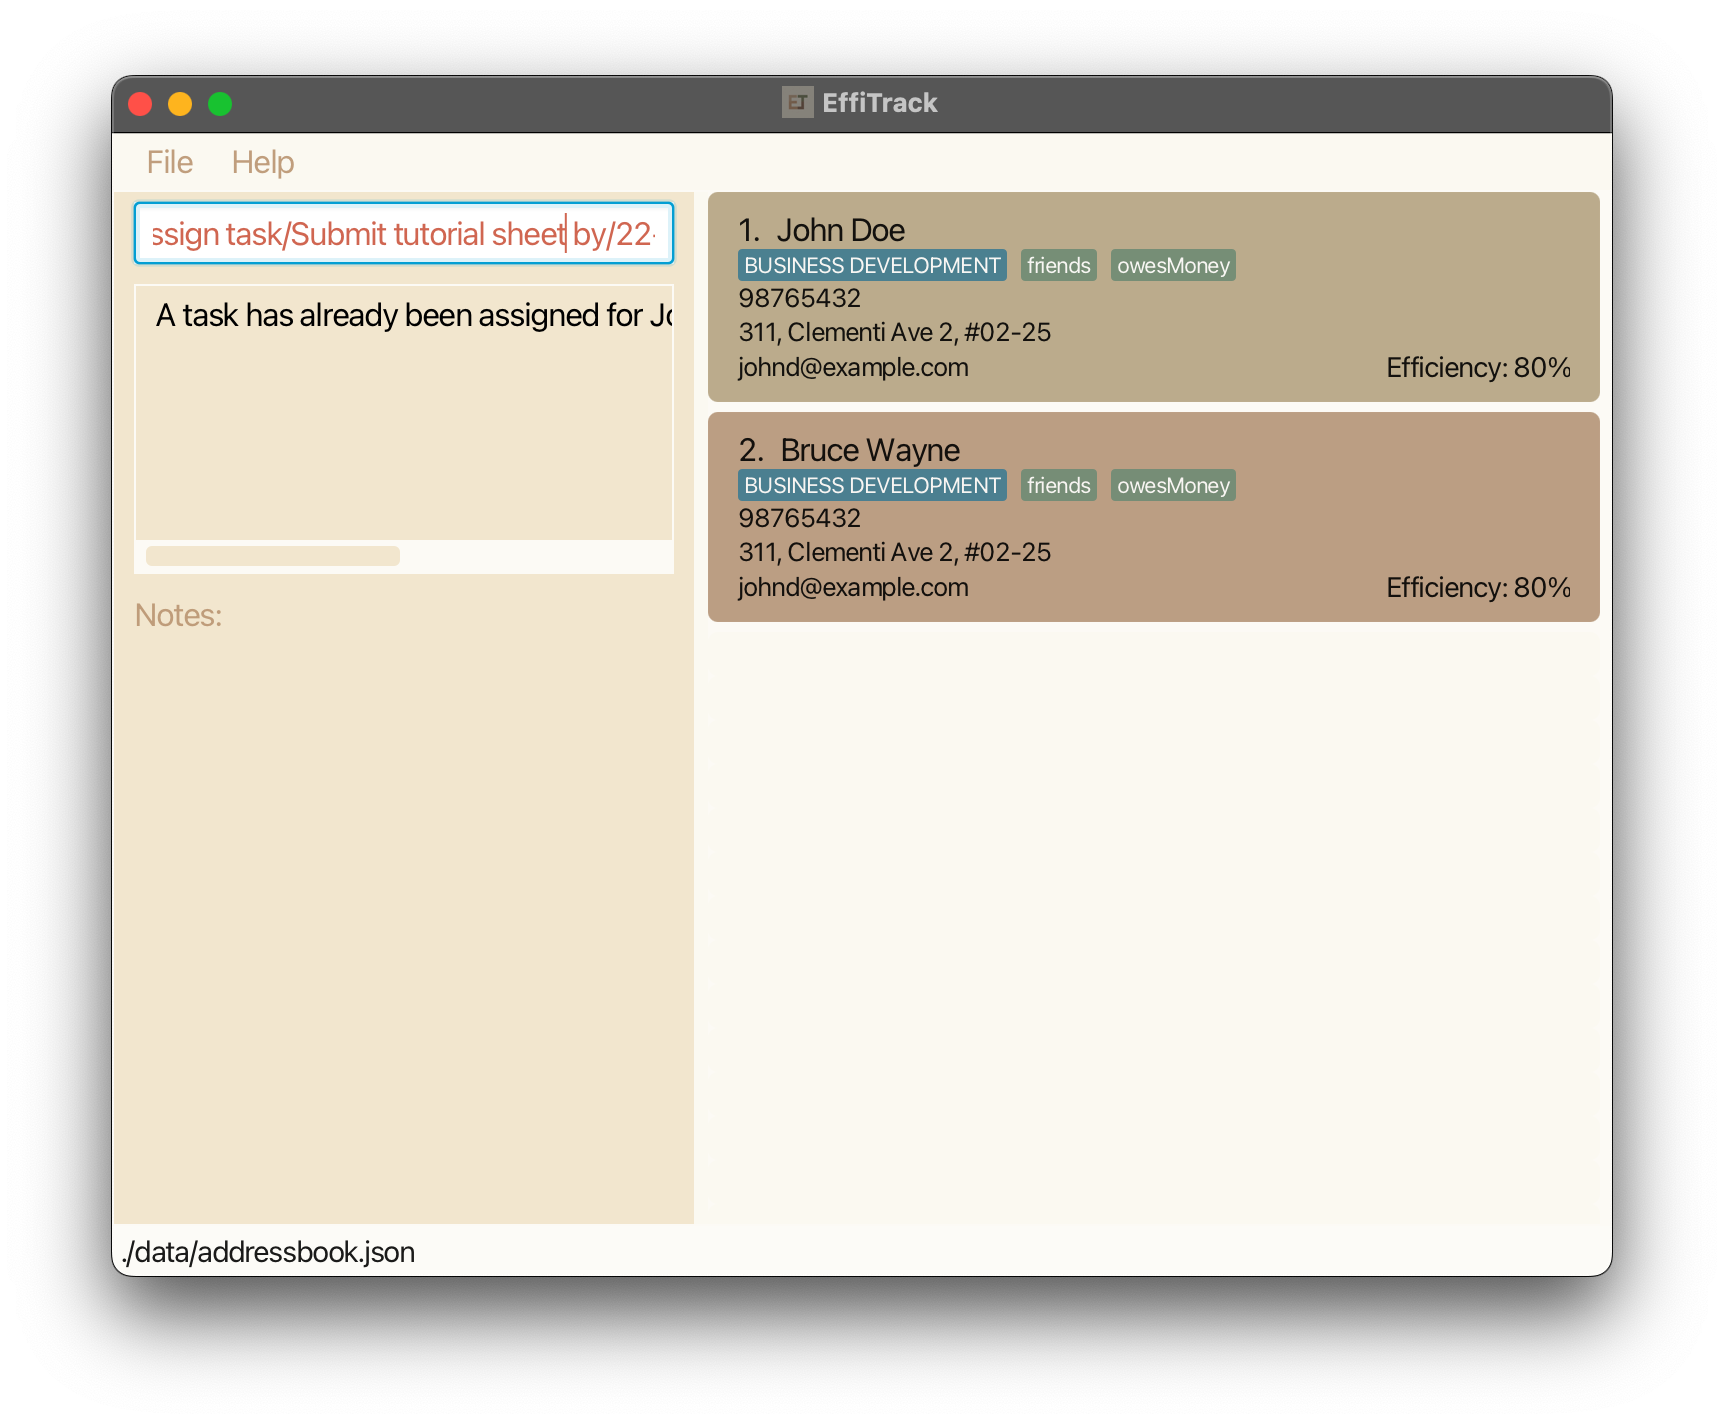 EffiTrack
File Help
ssign task/Submit tutorial sheet by/22-
A task has already been assigned for Jo
Notes:
1. John Doe
BUSINESS DEVELOPMENT friends owesMoney
98765432
311, Clementi Ave 2, #02-25
johnd@example.com
Efficiency: 80%
2. Bruce Wayne
BUSINESS DEVELOPMENT friends owesMoney
98765432
311, Clementi Ave 2, #02-25
johnd@example.com
Efficiency: 80%
./data/addressbook.json